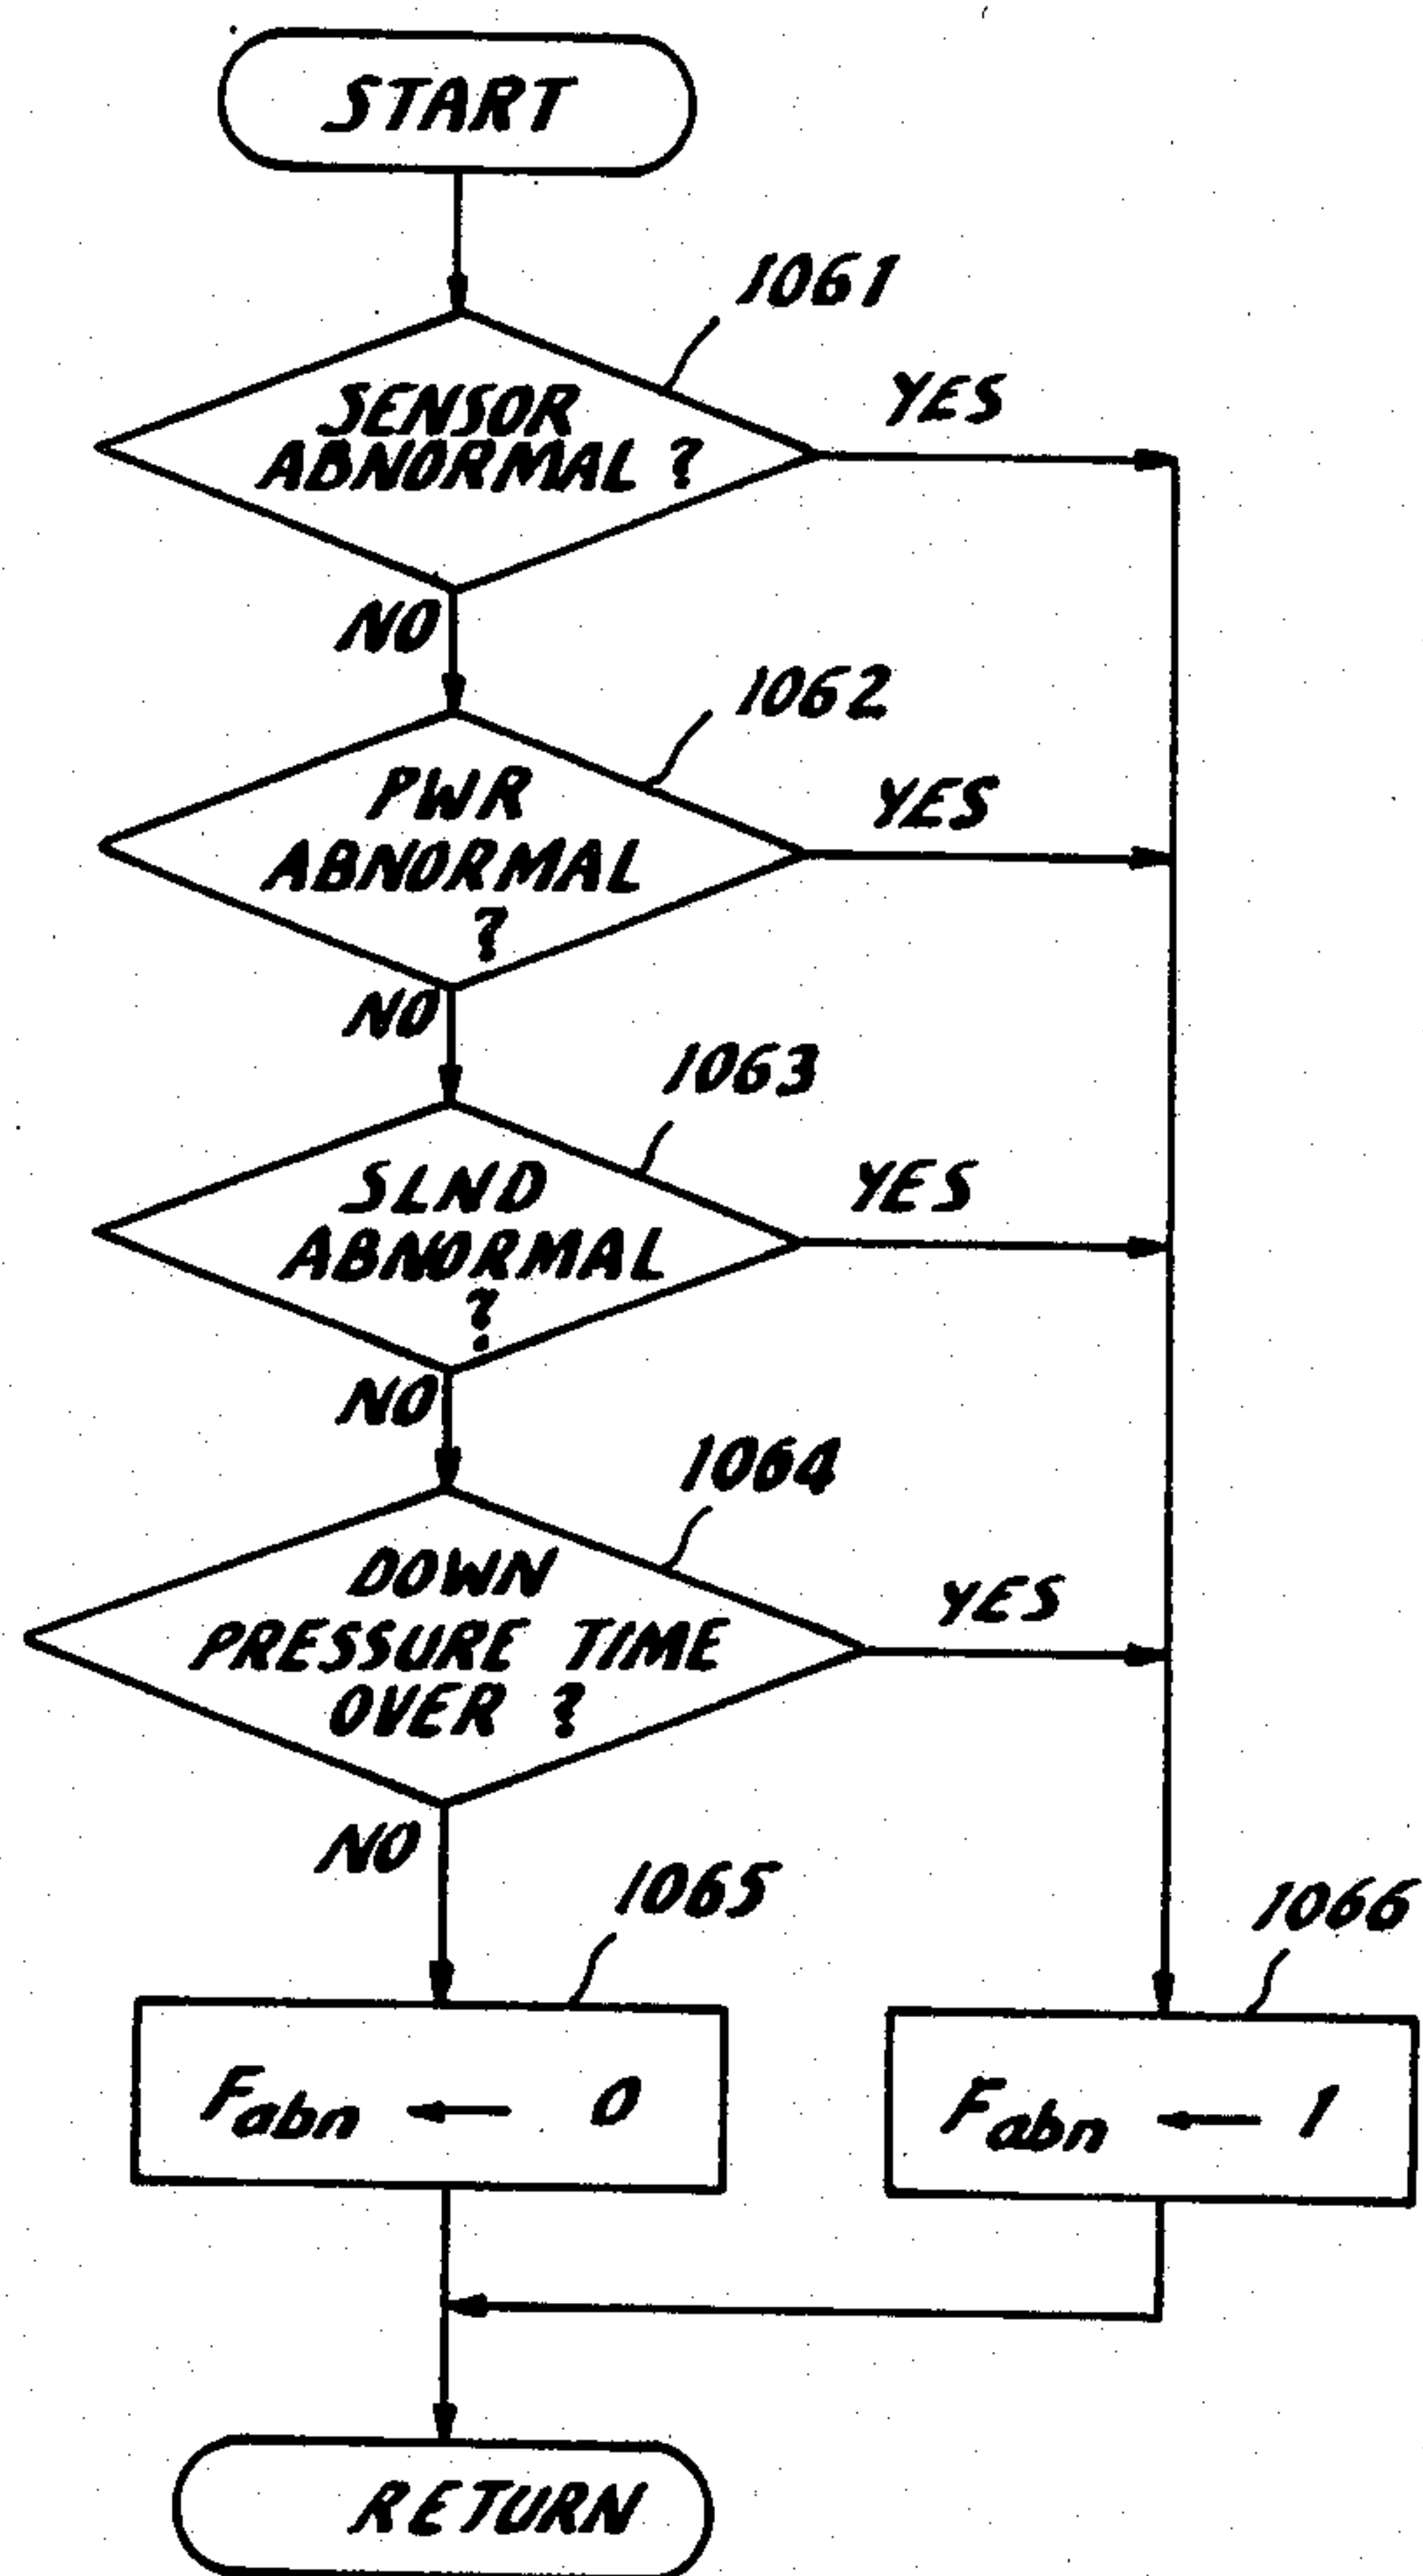 START
1061
SENSOR
ABNORMAL ?
YES
NO
1062
PWR
ABNORMAL
?
YES
NO
1063
SLND
ABNORMAL
?
YES
NO
1064
DOWN
PRESSURE TIME
OVER ?
YES
NO
1065
1066
Fabn ← 0
Fabn ← 1
RETURN